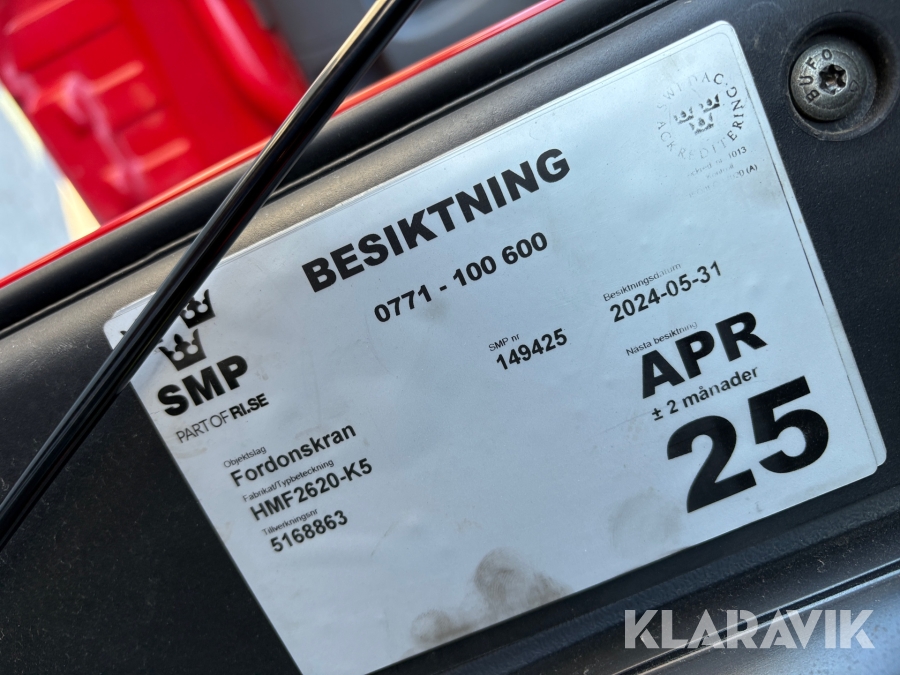 BUFO
SWEDAC
ACKREDITERING
1013
(A)
BESIKTNING
0771 - 100 600
SMP
PART OF RI.SE
SMP nr
149425
Besiktningsdatum
2024-05-31
Nästa besiktning
APR
± 2 månader
25
Objektslag
Fordonskran
Fabrikat/Typbeteckning
HMF2620-K5
Tillverkningsnr
5168863
KLARAVIK